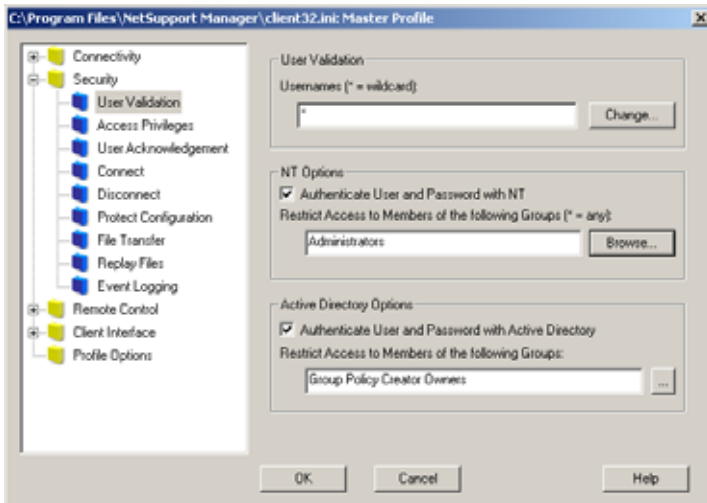 C:\Program Files\NetSupport Manager\client32.ini: Master Profile
Connectivity
Security
User Validation
Access Privileges
User Acknowledgement
Connect
Disconnect
Protect Configuration
File Transfer
Replay Files
Event Logging
Remote Control
Client Interface
Profile Options
User Validation
Usernames (* = wildcard):
*
Change...
NT Options
Authenticate User and Password with NT
Restrict Access to Members of the following Groups (* = any):
Administrators
Browse...
Active Directory Options
Authenticate User and Password with Active Directory
Restrict Access to Members of the following Groups:
Group Policy Creator Owners
...
OK
Cancel
Help